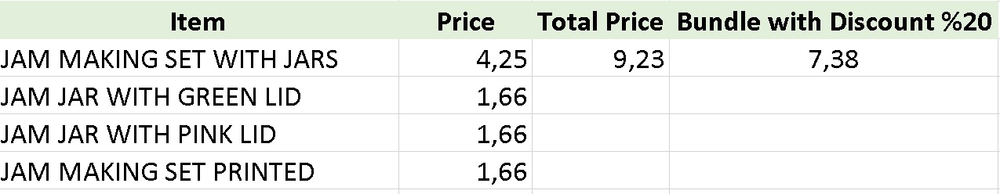 Item Price Total Price Bundle with Discount %20
JAM MAKING SET WITH JARS 4,25 9,23 7,38
JAM JAR WITH GREEN LID 1,66
JAM JAR WITH PINK LID 1,66
JAM MAKING SET PRINTED 1,66